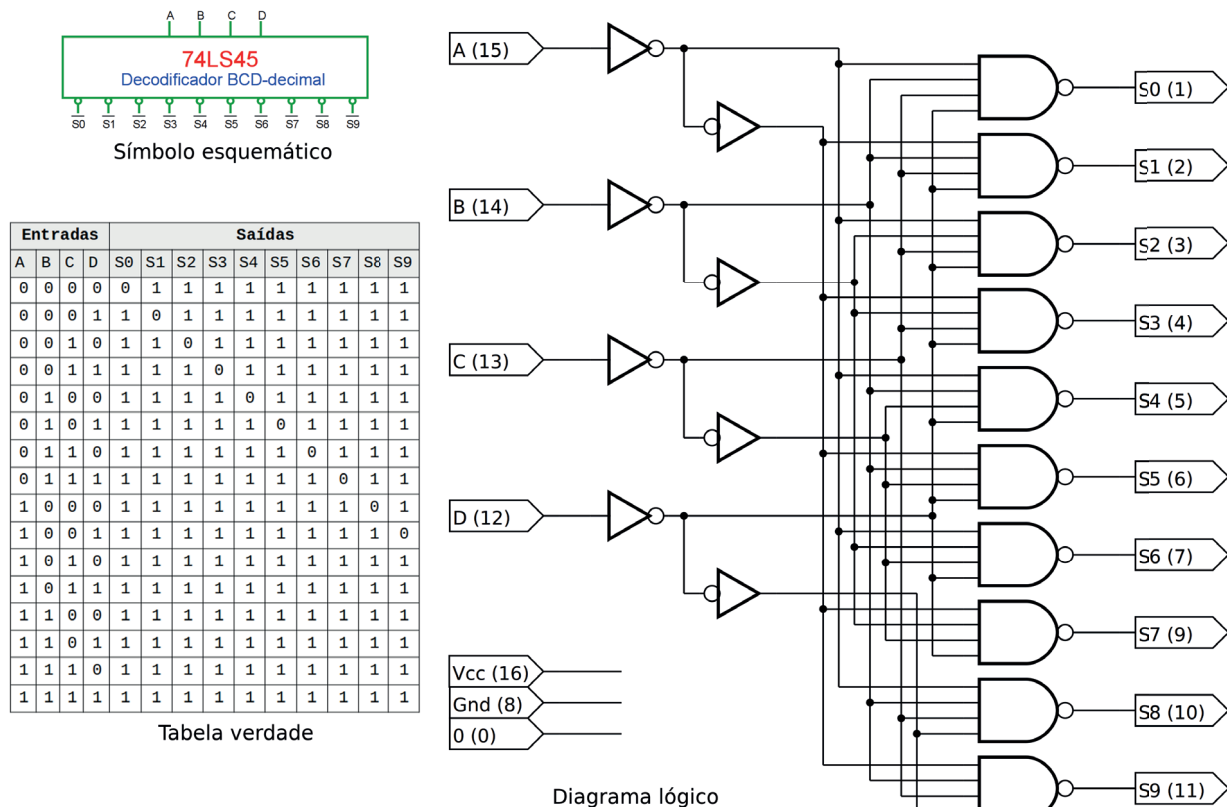 A B C D
74LS45
Decodificador BCD-decimal
S0 S1 S2 S3 S4 S5 S6 S7 S8 S9
Símbolo esquemático
Entradas Saídas
A B C D S0 S1 S2 S3 S4 S5 S6 S7 S8 S9
0 0 0 0 0 1 1 1 1 1 1 1 1 1
0 0 0 1 1 0 1 1 1 1 1 1 1 1
0 0 1 0 1 1 0 1 1 1 1 1 1 1
0 0 1 1 1 1 1 0 1 1 1 1 1 1
0 1 0 0 1 1 1 1 0 1 1 1 1 1
0 1 0 1 1 1 1 1 1 0 1 1 1 1
0 1 1 0 1 1 1 1 1 1 0 1 1 1
0 1 1 1 1 1 1 1 1 1 1 0 1 1
1 0 0 0 1 1 1 1 1 1 1 1 0 1
1 0 0 1 1 1 1 1 1 1 1 1 1 0
1 0 1 0 1 1 1 1 1 1 1 1 1 1
1 0 1 1 1 1 1 1 1 1 1 1 1 1
1 1 0 0 1 1 1 1 1 1 1 1 1 1
1 1 0 1 1 1 1 1 1 1 1 1 1 1
1 1 1 0 1 1 1 1 1 1 1 1 1 1
1 1 1 1 1 1 1 1 1 1 1 1 1 1
Tabela verdade
A (15)
B (14)
C (13)
D (12)
Vcc (16)
Gnd (8)
0 (0)
S0 (1)
S1 (2)
S2 (3)
S3 (4)
S4 (5)
S5 (6)
S6 (7)
S7 (9)
S8 (10)
S9 (11)
Diagrama lógico